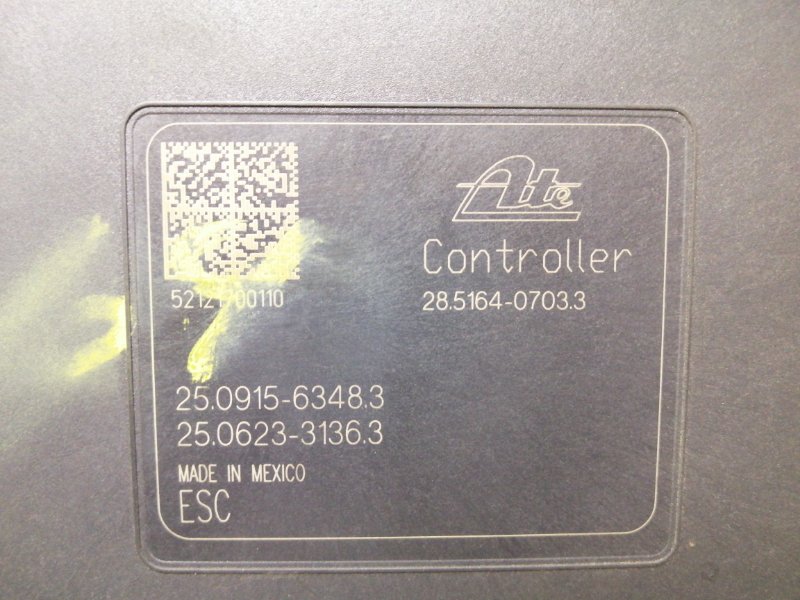 Ate
Controller
28.5164-0703.3
25.0915-6348.3
25.0623-3136.3
MADE IN MEXICO
ESC